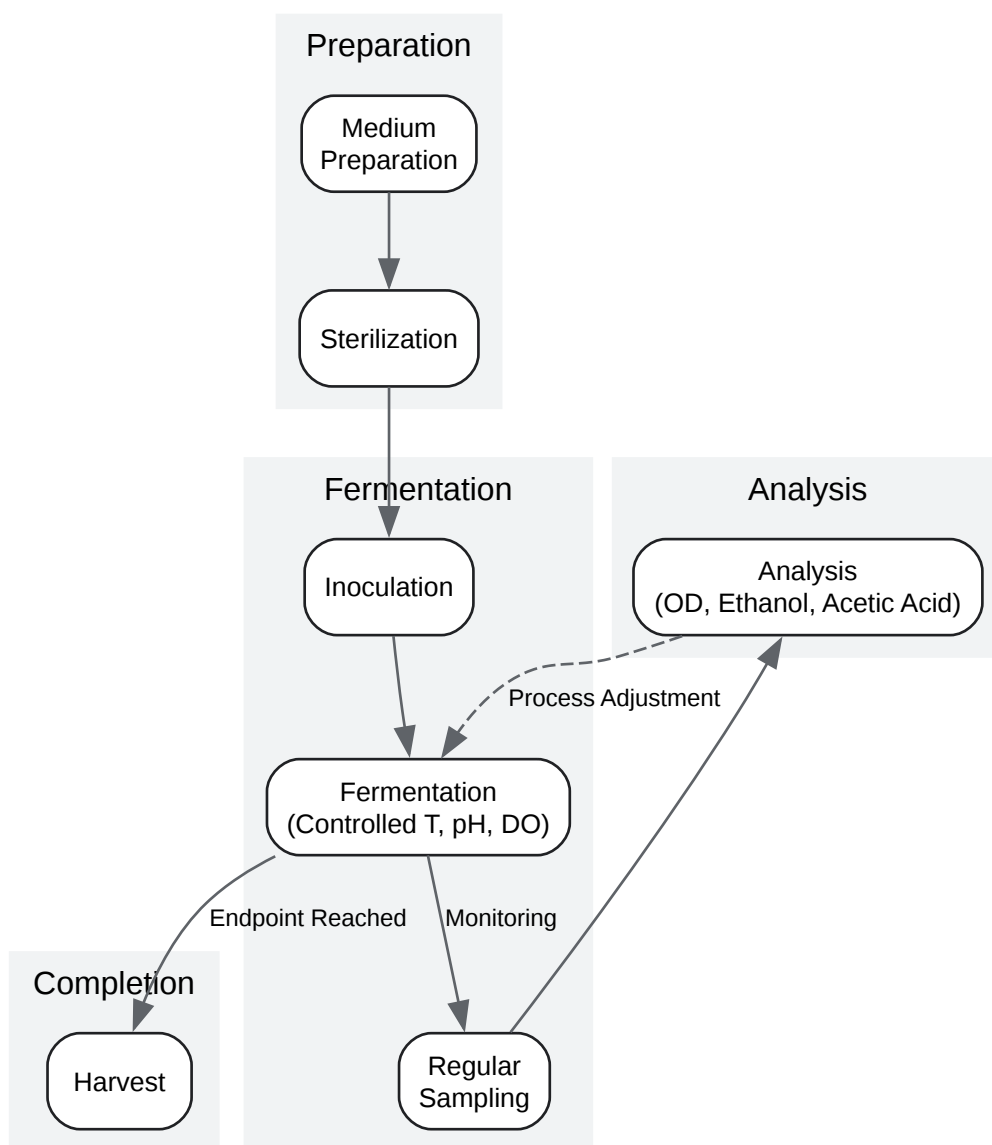 Preparation
Medium
Preparation
Sterilization
Fermentation
Analysis
Inoculation
Analysis
(OD, Ethanol, Acetic Acid)
Process Adjustment
Fermentation
(Controlled T, pH, DO)
Endpoint Reached
Monitoring
Completion
Harvest
Regular
Sampling